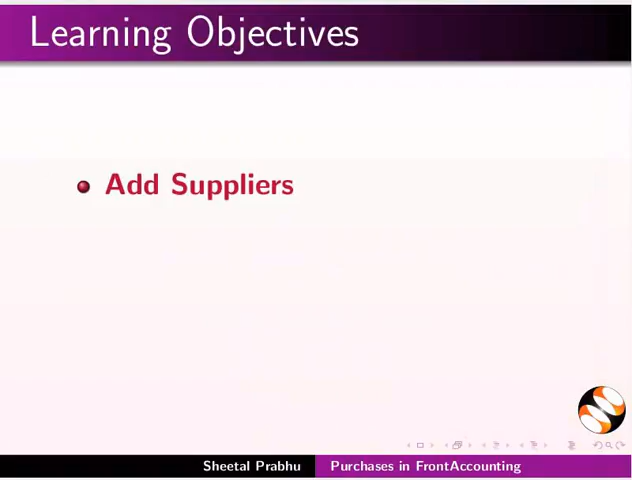 Learning Objectives
Add Suppliers
Sheetal Prabhu
Purchases in FrontAccounting